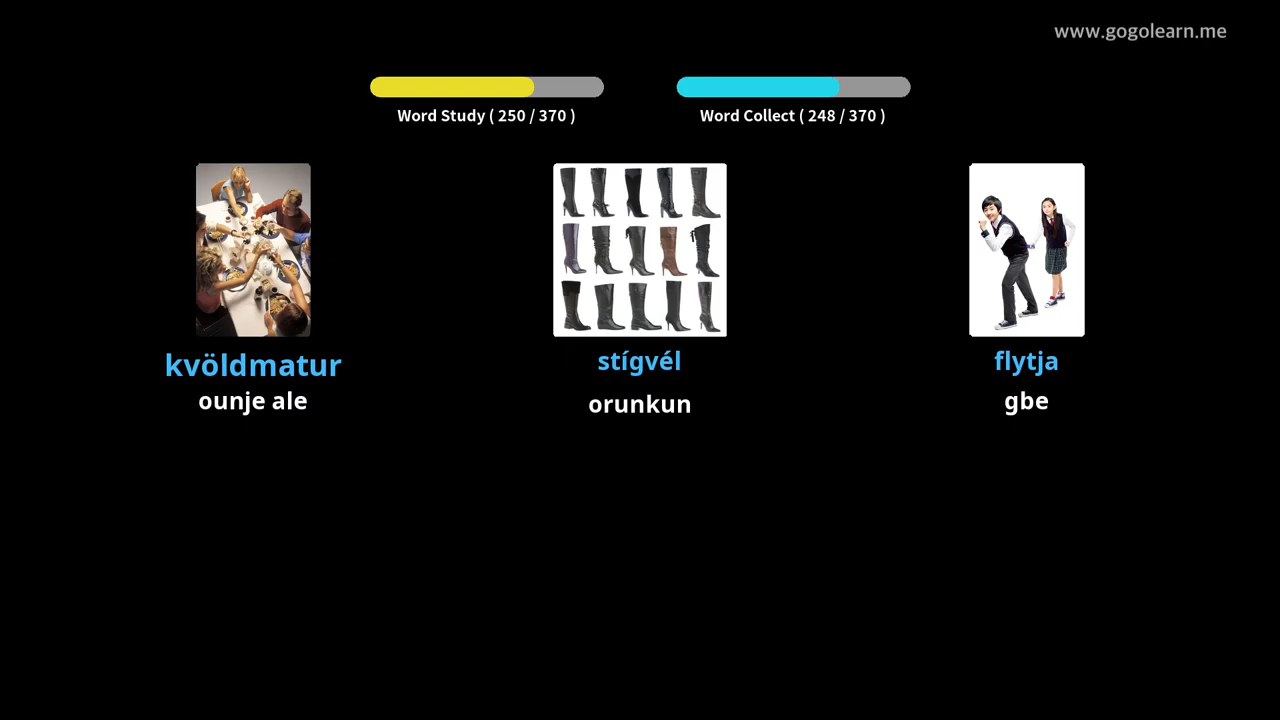 www.gogolearn.me
Word Study ( 250 / 370 )
Word Collect ( 248 / 370 )
kvöldmatur
ounje ale
stígvél
orunkun
flytja
gbe